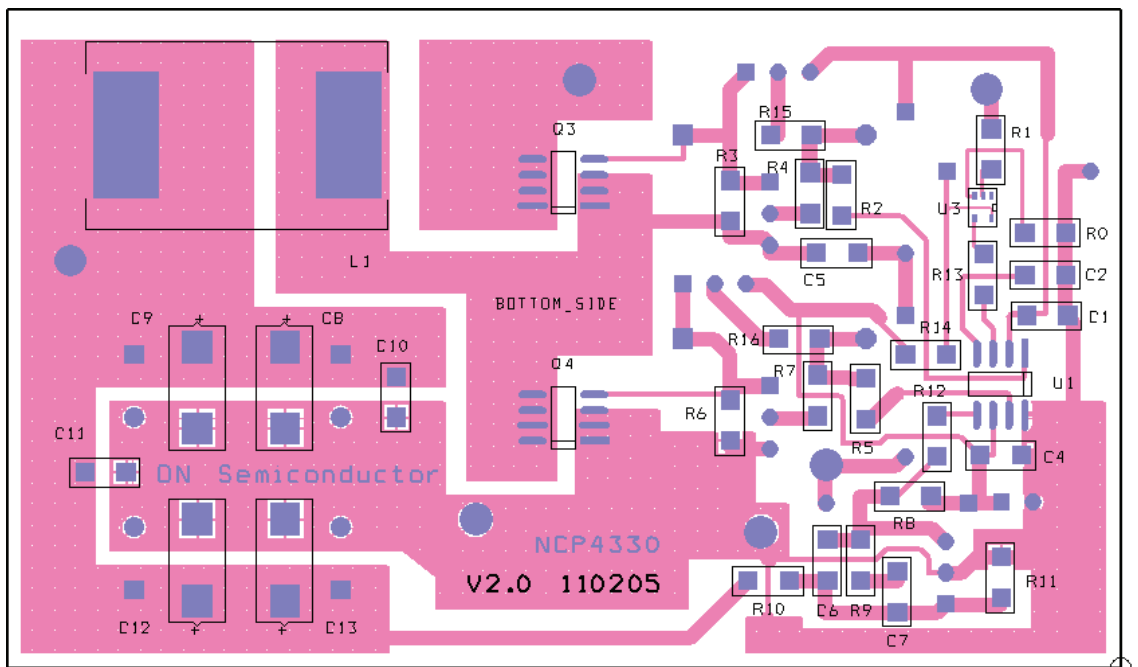 R15
R1
Q3
R3
R4
U3
R2
R0
L1
C5
R13
C2
BOTTOM_SIDE
C9
+
+
C8
C10
R16
R14
C1
Q4
R7
U1
R6
R12
C11
R5
C4
ON Semiconductor
R8
NCP4330
V2.0 110205
R10
C6
R9
R11
C12
+
+
C13
C7